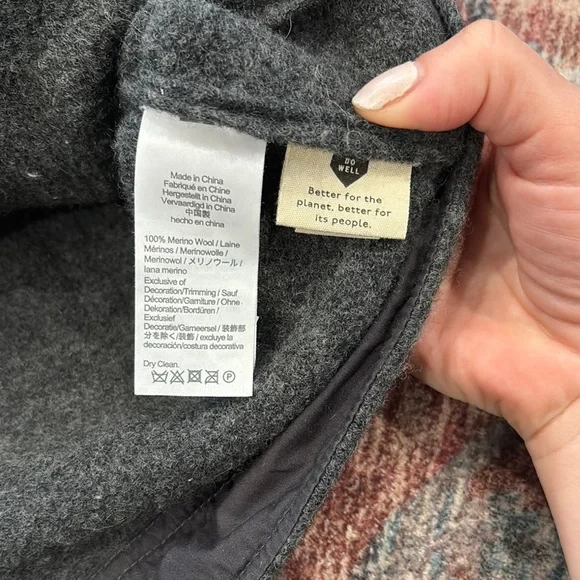 Made in China
Fabriqué en Chine
Hergestellt in China
Vervaardigd in China
中国製
hecho en china
100% Merino Wool / Laine
Mérinos / Merinowolle /
Merinowol / メリノウール /
lana merino
Exclusive of
Decoration/Trimming / Sauf
Décoration/Garniture / Ohne
Dekoration/Bordüren /
Exclusief
Decoratie/Garneersel / 装飾部
分を除く/装飾 / excluye la
decoración/costura decorativa
Dry Clean.
P
DO
WELL
Better for the
planet, better for
its people.